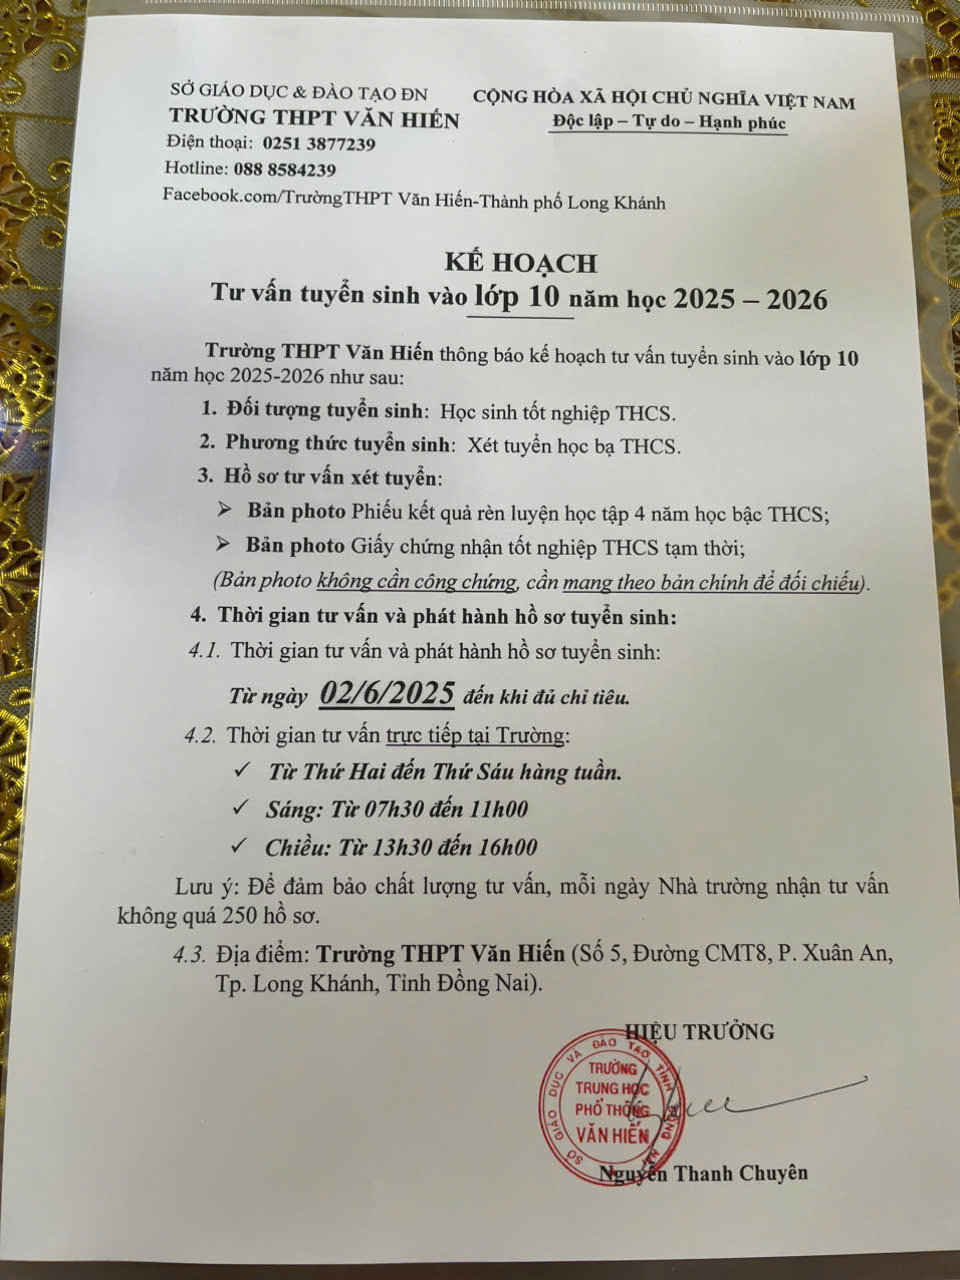 SỞ GIÁO DỤC & ĐÀO TẠO ĐN
TRƯỜNG THPT VĂN HIẾN
Điện thoại: 0251 3877239
Hotline: 088 8584239
Facebook.com/TrườngTHPT Văn Hiến-Thành phố Long Khánh
CỘNG HÒA XÃ HỘI CHỦ NGHĨA VIỆT NAM
Độc lập – Tự do – Hạnh phúc
KẾ HOẠCH
Tư vấn tuyển sinh vào lớp 10 năm học 2025 – 2026
Trường THPT Văn Hiến thông báo kế hoạch tư vấn tuyển sinh vào lớp 10
năm học 2025-2026 như sau:
1. Đối tượng tuyển sinh: Học sinh tốt nghiệp THCS.
2. Phương thức tuyển sinh: Xét tuyển học bạ THCS.
3. Hồ sơ tư vấn xét tuyển:
➢ Bản photo Phiếu kết quả rèn luyện học tập 4 năm học bậc THCS;
➢ Bản photo Giấy chứng nhận tốt nghiệp THCS tạm thời;
(Bản photo không cần công chứng, cần mang theo bản chính để đối chiếu).
4. Thời gian tư vấn và phát hành hồ sơ tuyển sinh:
4.1. Thời gian tư vấn và phát hành hồ sơ tuyển sinh:
Từ ngày 02/6/2025 đến khi đủ chỉ tiêu.
4.2. Thời gian tư vấn trực tiếp tại Trường:
✓ Từ Thứ Hai đến Thứ Sáu hàng tuần.
✓ Sáng: Từ 07h30 đến 11h00
✓ Chiều: Từ 13h30 đến 16h00
Lưu ý: Để đảm bảo chất lượng tư vấn, mỗi ngày Nhà trường nhận tư vấn
không quá 250 hồ sơ.
4.3. Địa điểm: Trường THPT Văn Hiến (Số 5, Đường CMT8, P. Xuân An,
Tp. Long Khánh, Tỉnh Đồng Nai).
HIỆU TRƯỞNG
SỞ GIÁO DỤC VÀ ĐÀO TẠO TỈNH ĐỒNG NAI
TRƯỜNG
TRUNG HỌC
PHỔ THÔNG
VĂN HIẾN
Nguyễn Thanh Chuyên